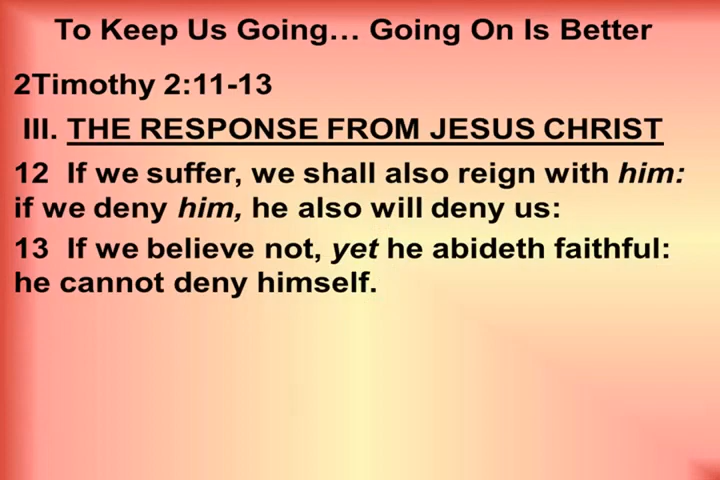 To Keep Us Going… Going On Is Better
2Timothy 2:11-13
III. THE RESPONSE FROM JESUS CHRIST
12 If we suffer, we shall also reign with him:
if we deny him, he also will deny us:
13 If we believe not, yet he abideth faithful:
he cannot deny himself.